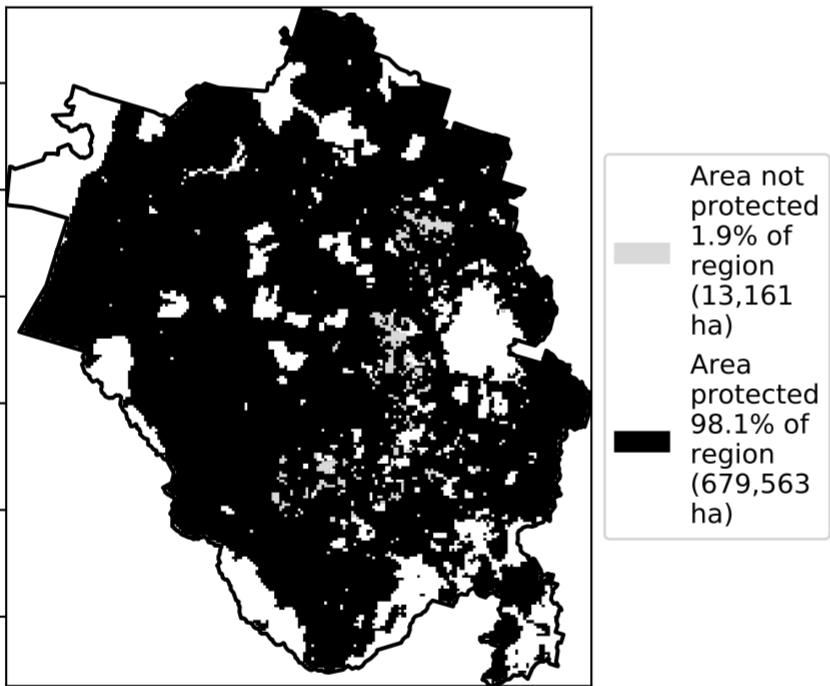 Area not
protected
1.9% of
region
(13,161
ha)
Area
protected
98.1% of
region
(679,563
ha)